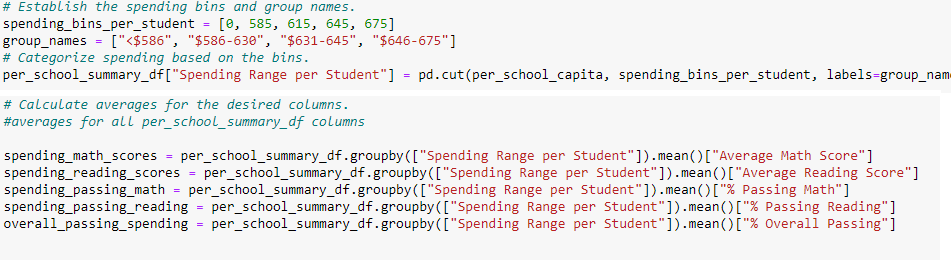 # Establish the spending bins and group names.
spending_bins_per_student = [0, 585, 615, 645, 675]
group_names = ["<$586", "$586-630", "$631-645", "$646-675"]
# Categorize spending based on the bins.
per_school_summary_df["Spending Range per Student"] = pd.cut(per_school_capita, spending_bins_per_student, labels=group_nam
# Calculate averages for the desired columns.
#averages for all per_school_summary_df columns
spending_math_scores = per_school_summary_df.groupby(["Spending Range per Student"]).mean()["Average Math Score"]
spending_reading_scores = per_school_summary_df.groupby(["Spending Range per Student"]).mean()["Average Reading Score"]
spending_passing_math = per_school_summary_df.groupby(["Spending Range per Student"]).mean()["% Passing Math"]
spending_passing_reading = per_school_summary_df.groupby(["Spending Range per Student"]).mean()["% Passing Reading"]
overall_passing_spending = per_school_summary_df.groupby(["Spending Range per Student"]).mean()["% Overall Passing"]